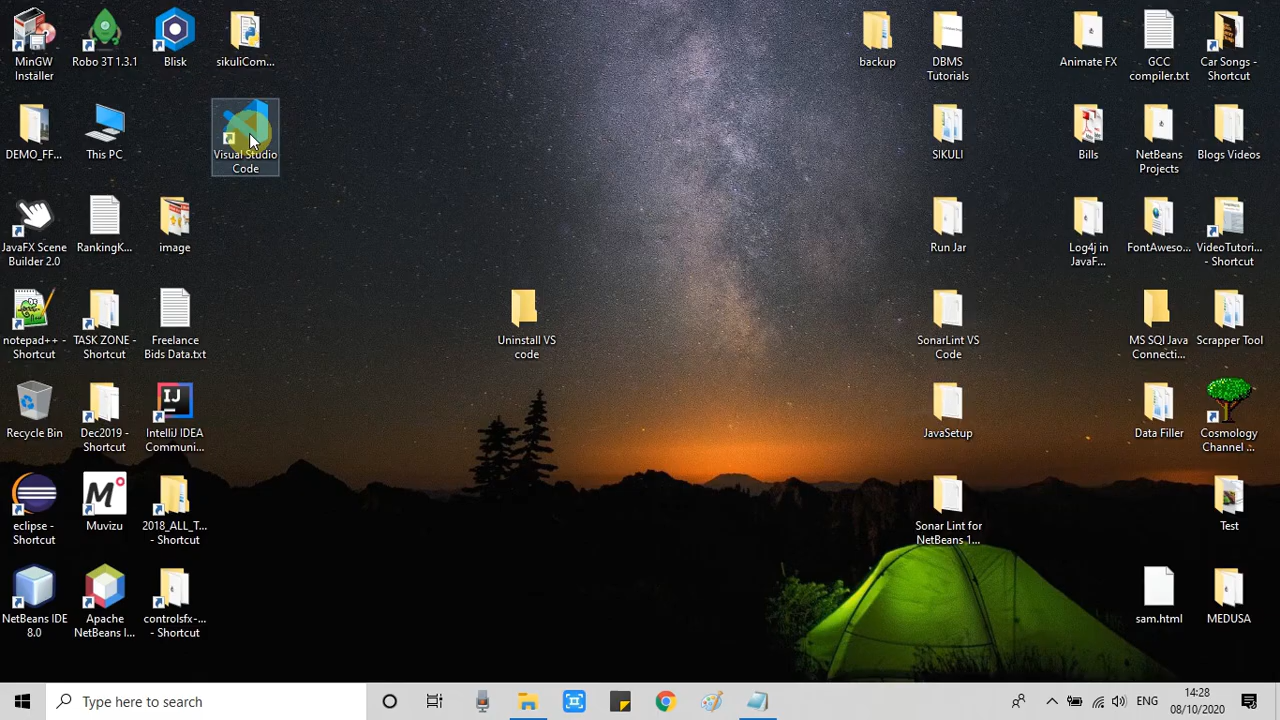 MinGW
Installer
Robo 3T 1.3.1
Blisk
sikuliCom...
backup
DBMS
Tutorials
Animate FX
GCC
compiler.txt
Car Songs -
Shortcut
DEMO_FF...
This PC
Visual Studio
Code
SIKULI
Bills
NetBeans
Projects
Blogs Videos
JavaFX Scene
Builder 2.0
RankingK...
image
Run Jar
Log4j in
JavaF...
FontAweso...
VideoTutori...
- Shortcut
notepad++ -
Shortcut
TASK ZONE -
Shortcut
Freelance
Bids Data.txt
Uninstall VS
code
SonarLint VS
Code
MS SQl Java
Connecti...
Scrapper Tool
Recycle Bin
Dec2019 -
Shortcut
IJ
IntelliJ IDEA
Communi...
JavaSetup
Data Filler
Cosmology
Channel ...
eclipse -
Shortcut
Muvizu
2018_ALL_T...
- Shortcut
Sonar Lint for
NetBeans 1...
Test
NetBeans IDE
8.0
Apache
NetBeans I...
controlsfx-...
- Shortcut
sam.html
MEDUSA
Type here to search
ENG
14:28
08/10/2020